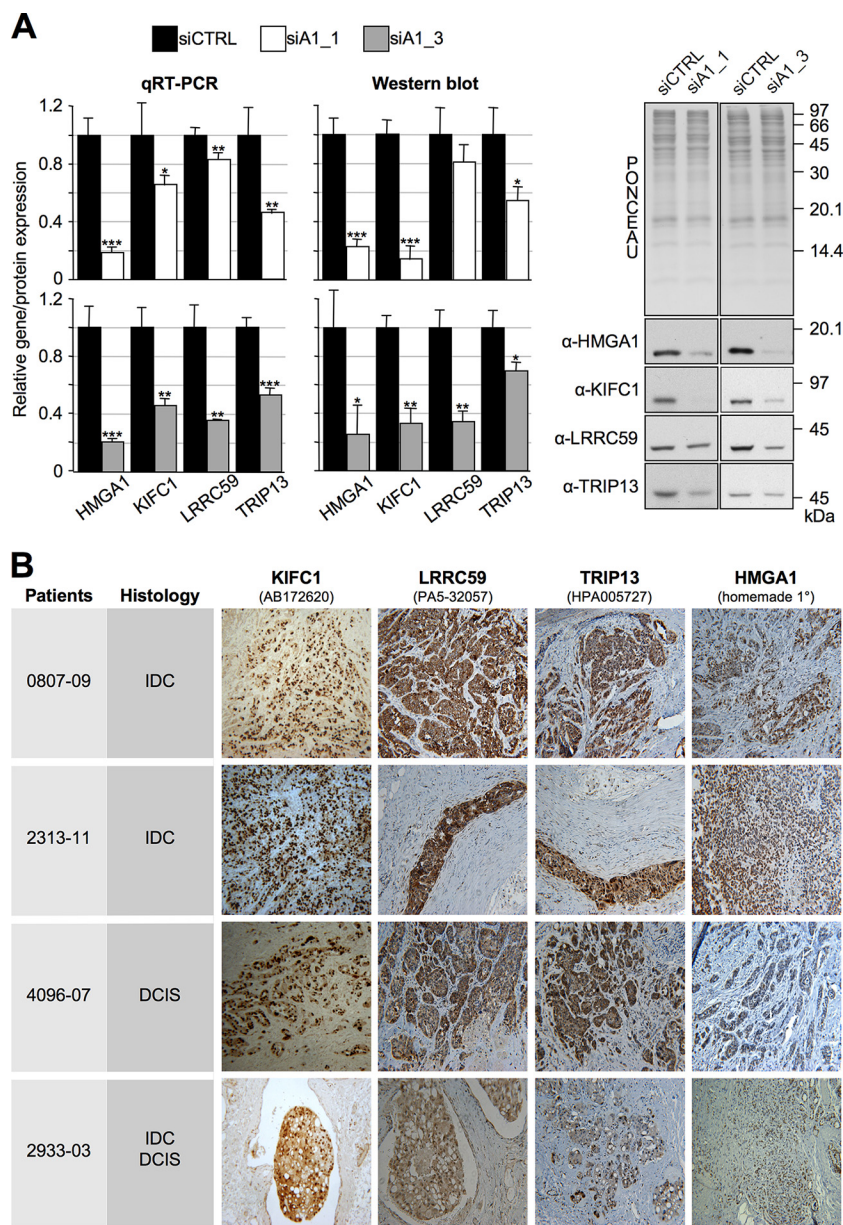 A
siCTRL siA1_1 siA1_3
qRT-PCR Western blot
Relative gene/protein expression
1.2
0.8
0.4
0
*** * ** **
*** *** *
1.2
0.8
0.4
0
*** ** ** ***
* ** ** *
HMGA1 KIFC1 LRRC59 TRIP13
HMGA1 KIFC1 LRRC59 TRIP13
siCTRL siA1_1 siCTRL siA1_3
PONCEAU
97
66
45
30
20.1
14.4
α-HMGA1 20.1
α-KIFC1 97
α-LRRC59 45
α-TRIP13 45
kDa
B
Patients Histology KIFC1 LRRC59 TRIP13 HMGA1
(AB172620) (PA5-32057) (HPA005727) (homemade 1°)
0807-09 IDC
2313-11 IDC
4096-07 DCIS
2933-03 IDC
DCIS